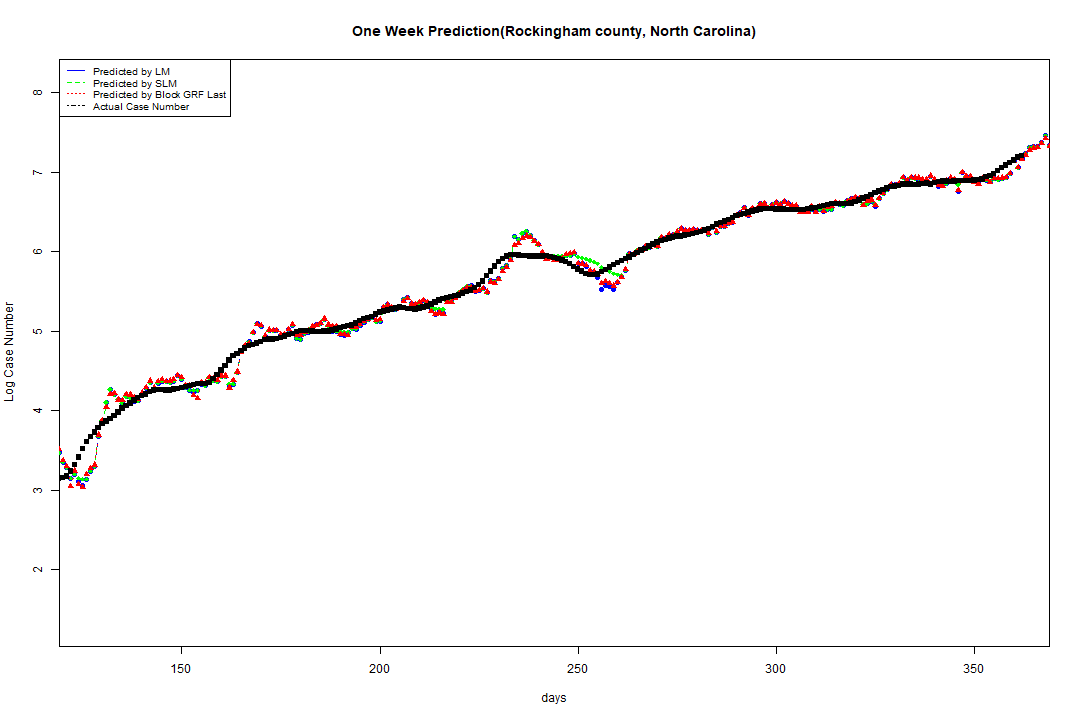 One Week Prediction(Rockingham county, North Carolina)
Predicted by LM
Predicted by SLM
Predicted by Block GRF Last
Actual Case Number
Log Case Number
8
7
6
5
4
3
2
150 200 250 300 350
days